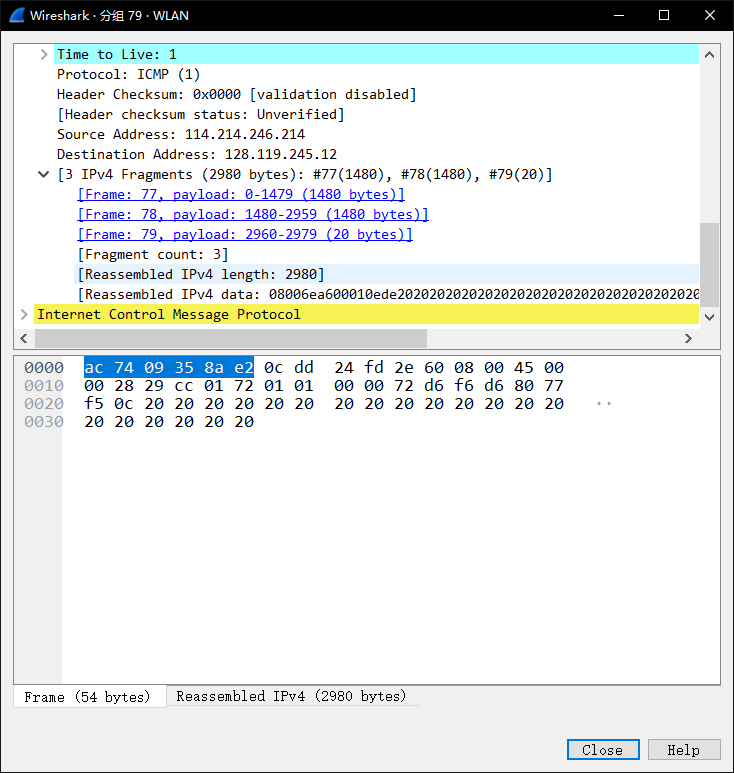 Wireshark · 分组 79 · WLAN
Time to Live: 1
Protocol: ICMP (1)
Header Checksum: 0x0000 [validation disabled]
[Header checksum status: Unverified]
Source Address: 114.214.246.214
Destination Address: 128.119.245.12
[3 IPv4 Fragments (2980 bytes): #77(1480), #78(1480), #79(20)]
[Frame: 77, payload: 0-1479 (1480 bytes)]
[Frame: 78, payload: 1480-2959 (1480 bytes)]
[Frame: 79, payload: 2960-2979 (20 bytes)]
[Fragment count: 3]
[Reassembled IPv4 length: 2980]
[Reassembled IPv4 data: 08006ea600010ede2020202020202020202020202020202020202020
Internet Control Message Protocol
0000 ac 74 09 35 8a e2 0c dd 24 fd 2e 60 08 00 45 00
0010 00 28 29 cc 01 72 01 01 00 00 72 d6 f6 d6 80 77
0020 f5 0c 20 20 20 20 20 20 20 20 20 20 20 20 20 20 ··
0030 20 20 20 20 20 20
Frame (54 bytes) Reassembled IPv4 (2980 bytes)
Close Help